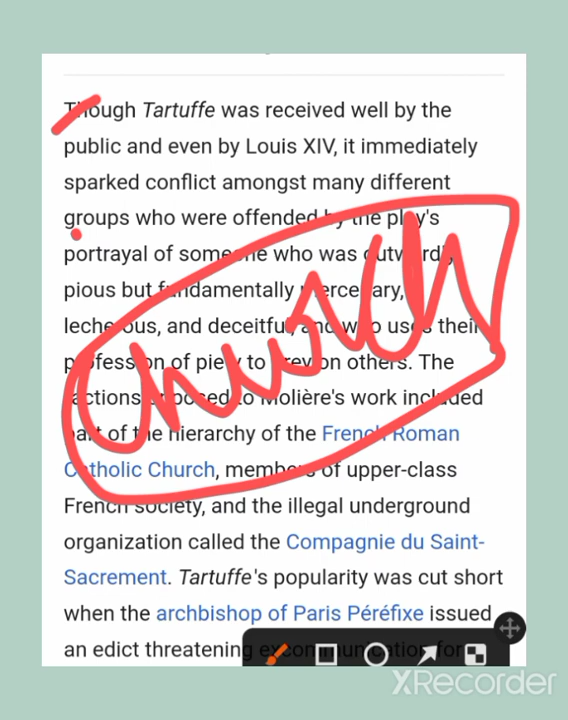 Though Tartuffe was received well by the
public and even by Louis XIV, it immediately
sparked conflict amongst many different
groups who were offended by the play's
portrayal of someone who was outwardly
pious but fundamentally mercenary,
lecherous, and deceitful; and who used their
profession of piety to prey on others. The
factions opposed to Molière's work included
part of the hierarchy of the French Roman
Catholic Church, members of upper-class
French society, and the illegal underground
organization called the Compagnie du Saint-
Sacrement. Tartuffe's popularity was cut short
when the archbishop of Paris Péréfixe issued
an edict threatening excommunication for
church
XRecorder